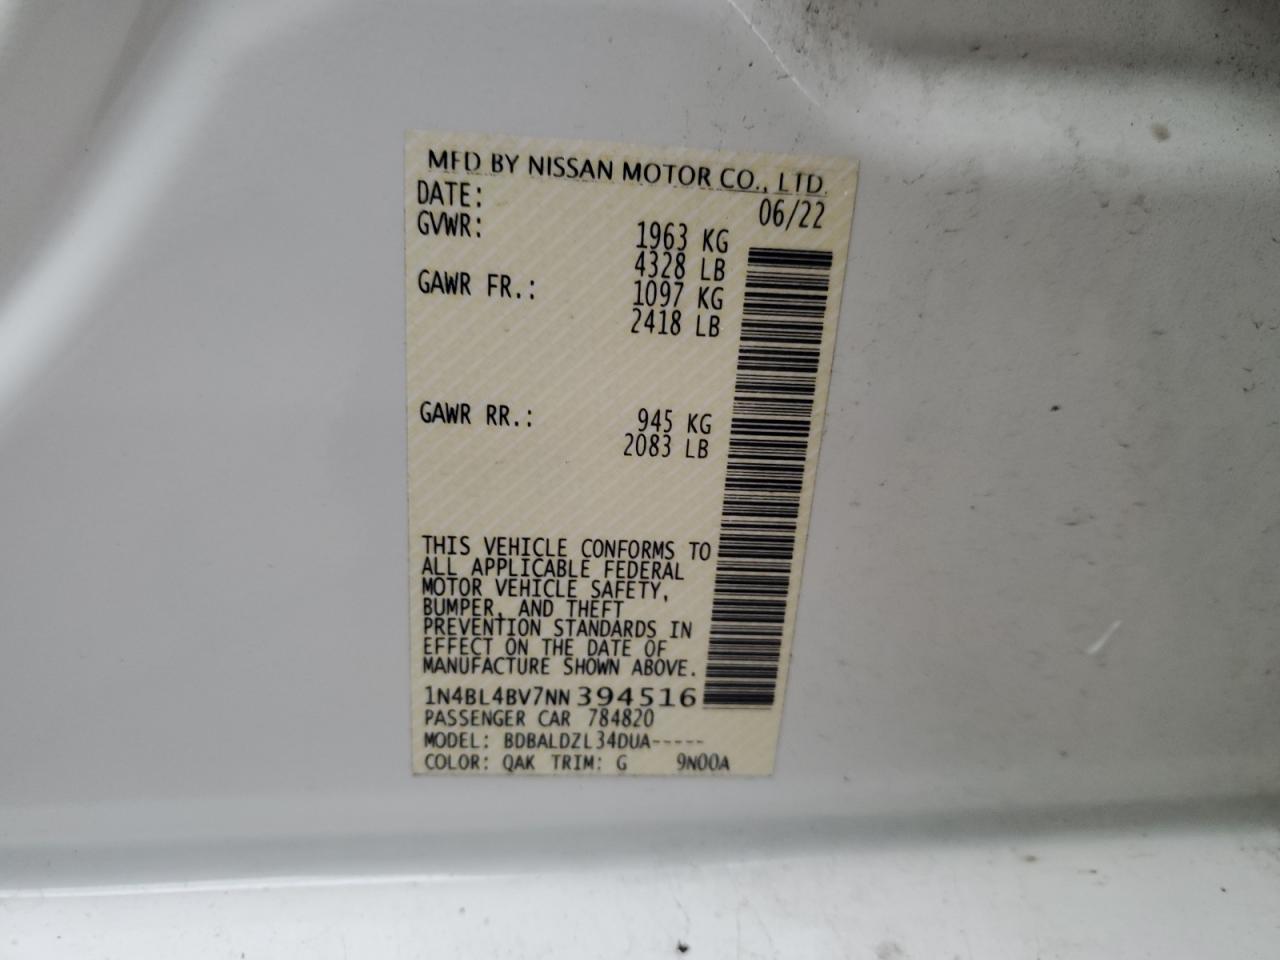 MFD BY NISSAN MOTOR CO., LTD.
DATE: 06/22
GVWR: 1963 KG
4328 LB
GAWR FR.: 1097 KG
2418 LB
GAWR RR.: 945 KG
2083 LB
THIS VEHICLE CONFORMS TO
ALL APPLICABLE FEDERAL
MOTOR VEHICLE SAFETY,
BUMPER, AND THEFT
PREVENTION STANDARDS IN
EFFECT ON THE DATE OF
MANUFACTURE SHOWN ABOVE.
1N4BL4BV7NN394516
PASSENGER CAR 784820
MODEL: BDBALDZL34DUA-----
COLOR: QAK TRIM: G 9N00A